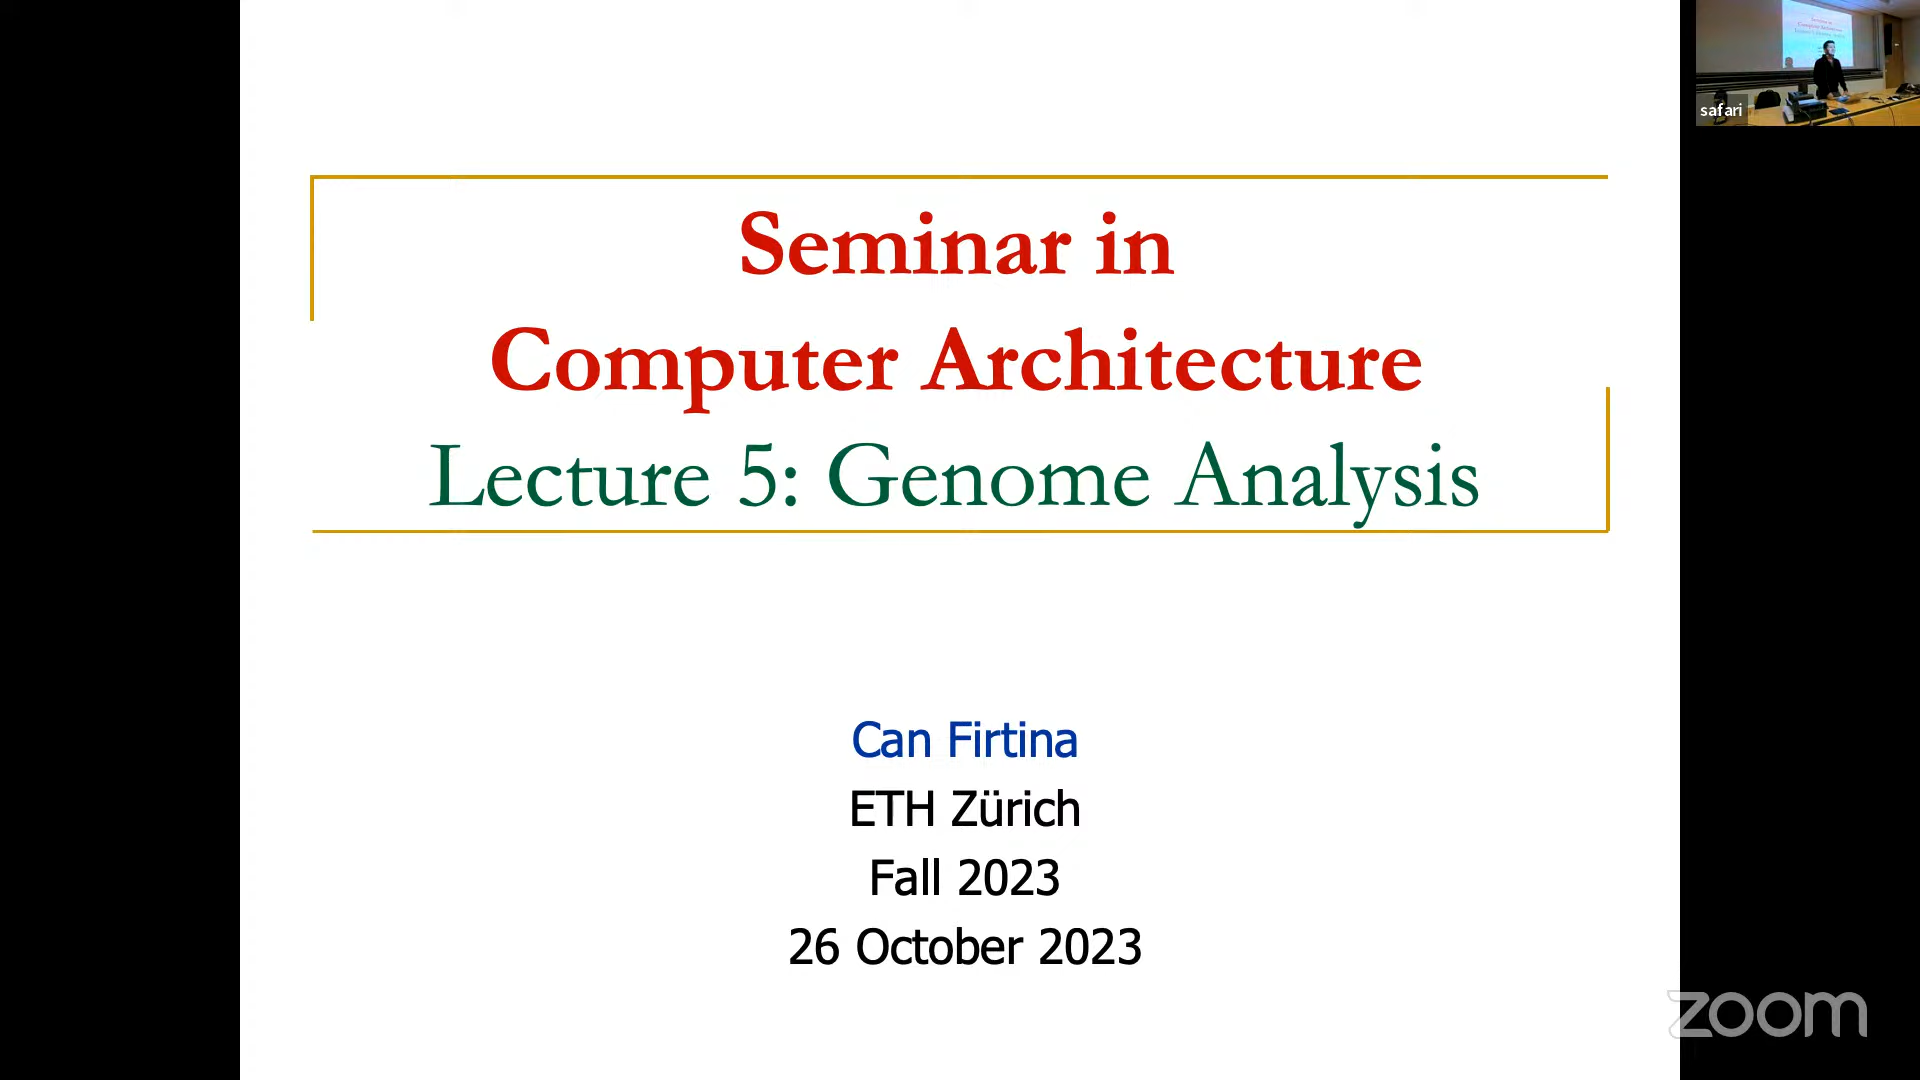 Seminar in
Computer Architecture
Lecture 5: Genome Analysis
Can Firtina
ETH Zürich
Fall 2023
26 October 2023
safari
zoom